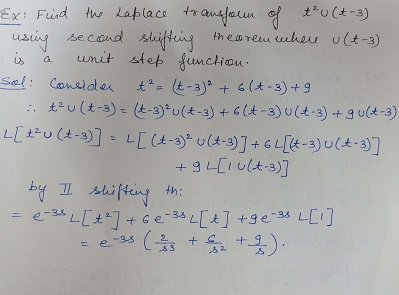 Ex: Find the Laplace transform of t²U(t-3)
using second shifting theorem where U(t-3)
is a unit step function.
Sol: Consider t² = (t-3)² + 6(t-3) + 9
∴ t²U(t-3) = (t-3)²U(t-3) + 6(t-3)U(t-3) + 9U(t-3)
L[t²U(t-3)] = L[(t-3)²U(t-3)] + 6L[(t-3)U(t-3)]
+ 9L[1U(t-3)]
by II shifting th:
= e^-3s L[t²] + 6e^-3s L[t] + 9e^-3s L[1]
= e^-3s (2/s³ + 6/s² + 9/s).